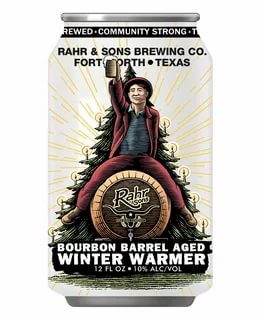 REWED • COMMUNITY STRONG • T
RAHR & SONS BREWING CO.
FORT WORTH • TEXAS
Rahr
& SONS
BOURBON BARREL AGED
WINTER WARMER
12 FL OZ • 10% ALC/VOL